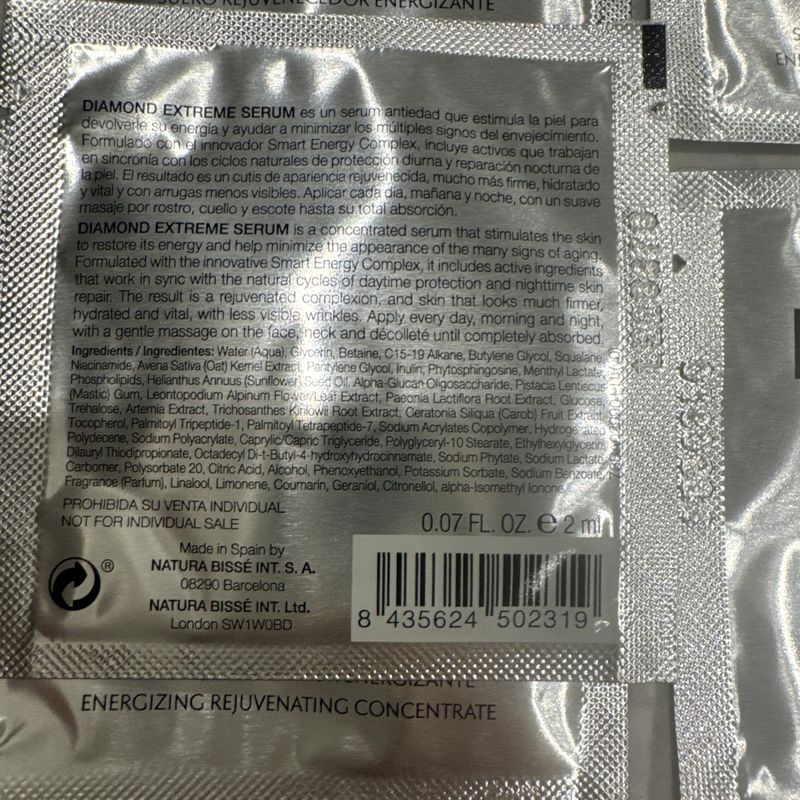 SUERO REJUVENECEDOR ENERGIZANTE
DIAMOND EXTREME SERUM es un serum antiedad que estimula la piel para
devolverle su energía y ayudar a minimizar los múltiples signos del envejecimiento.
Formulado con el innovador Smart Energy Complex, incluye activos que trabajan
en sincronía con los ciclos naturales de protección diurna y reparación nocturna de
la piel. El resultado es un cutis de apariencia rejuvenecida, mucho más firme, hidratado
y vital y con arrugas menos visibles. Aplicar cada día, mañana y noche, con un suave
masaje por rostro, cuello y escote hasta su total absorción.
DIAMOND EXTREME SERUM is a concentrated serum that stimulates the skin
to restore its energy and help minimize the appearance of the many signs of aging.
Formulated with the innovative Smart Energy Complex, it includes active ingredients
that work in sync with the natural cycles of daytime protection and nighttime skin
repair. The result is a rejuvenated complexion, and skin that looks much firmer,
hydrated and vital, with less visible wrinkles. Apply every day, morning and night,
with a gentle massage on the face, neck and décolleté until completely absorbed.
Ingredients / Ingredientes: Water (Aqua), Glycerin, Betaine, C15-19 Alkane, Butylene Glycol, Squalane,
Niacinamide, Avena Sativa (Oat) Kernel Extract, Pentylene Glycol, Inulin, Phytosphingosine, Menthyl Lactate,
Phospholipids, Helianthus Annuus (Sunflower) Seed Oil, Alpha-Glucan Oligosaccharide, Pistacia Lentiscus
(Mastic) Gum, Leontopodium Alpinum Flower/Leaf Extract, Paeonia Lactiflora Root Extract, Glucose,
Trehalose, Artemia Extract, Trichosanthes Kirilowii Root Extract, Ceratonia Siliqua (Carob) Fruit Extract,
Tocopherol, Palmitoyl Tripeptide-1, Palmitoyl Tetrapeptide-7, Sodium Acrylates Copolymer, Hydrogenated
Polydecene, Sodium Polyacrylate, Caprylic/Capric Triglyceride, Polyglyceryl-10 Stearate, Ethylhexylglycerin,
Dilauryl Thiodipropionate, Octadecyl Di-t-Butyl-4-hydroxyhydrocinnamate, Sodium Phytate, Sodium Lactate,
Carbomer, Polysorbate 20, Citric Acid, Alcohol, Phenoxyethanol, Potassium Sorbate, Sodium Benzoate,
Fragrance (Parfum), Linalool, Limonene, Coumarin, Geraniol, Citronellol, alpha-Isomethyl Ionone.
PROHIBIDA SU VENTA INDIVIDUAL
NOT FOR INDIVIDUAL SALE
0.07 FL. OZ. ℮ 2 ml
Made in Spain by
NATURA BISSÉ INT. S. A.
08290 Barcelona
NATURA BISSÉ INT. Ltd.
London SW1W0BD
®
8 435624 502319
ENERGIZANTE
ENERGIZING REJUVENATING CONCENTRATE